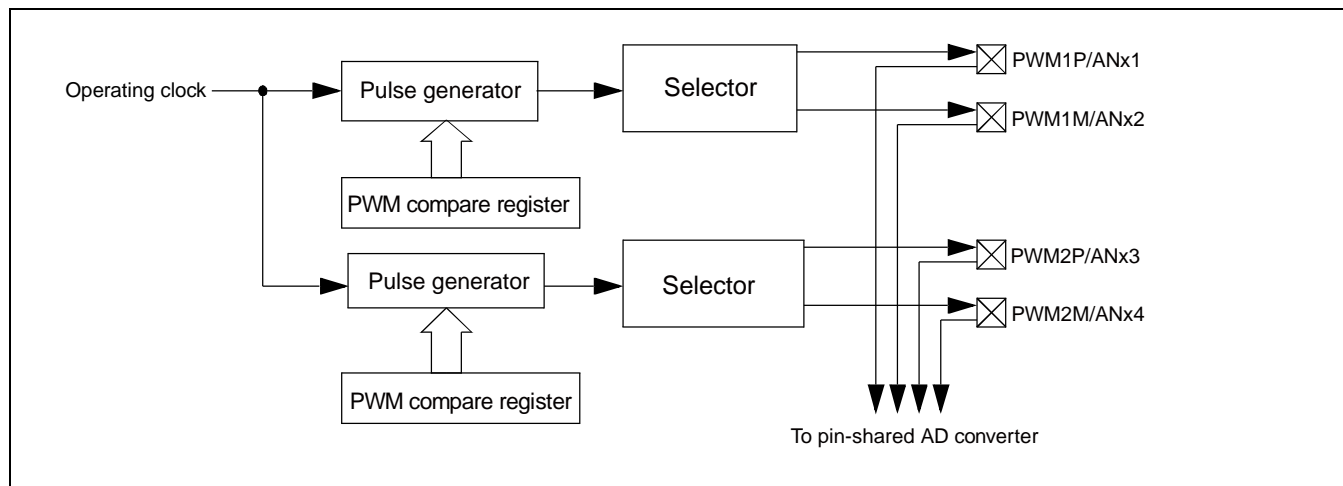 Operating clock
Pulse generator
Selector
PWM1P/ANx1
PWM1M/ANx2
PWM compare register
Pulse generator
Selector
PWM2P/ANx3
PWM2M/ANx4
PWM compare register
To pin-shared AD converter